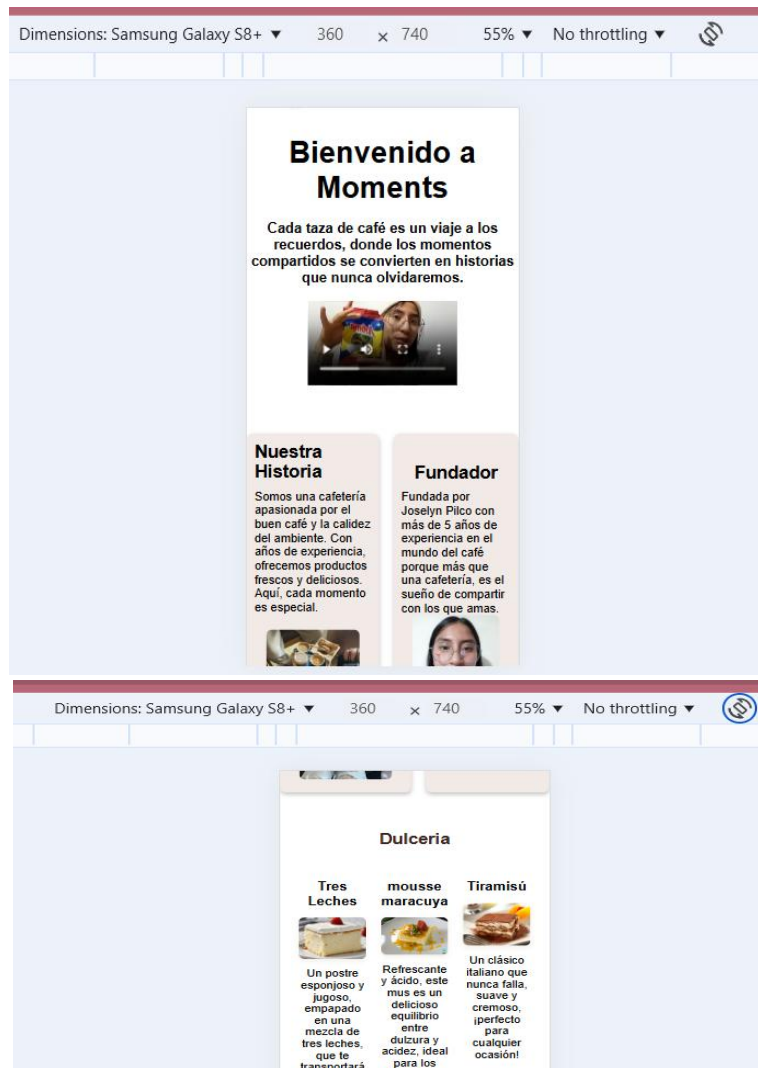 Dimensions: Samsung Galaxy S8+ ▼ 360 × 740 55% ▼ No throttling ▼
Bienvenido a
Moments
Cada taza de café es un viaje a los
recuerdos, donde los momentos
compartidos se convierten en historias
que nunca olvidaremos.
Nuestra
Historia
Somos una cafetería
apasionada por el
buen café y la calidez
del ambiente. Con
años de experiencia,
ofrecemos productos
frescos y deliciosos.
Aquí, cada momento
es especial.
Fundador
Fundada por
Joselyn Pilco con
más de 5 años de
experiencia en el
mundo del café
porque más que
una cafetería, es el
sueño de compartir
con los que amas.
Dimensions: Samsung Galaxy S8+ ▼ 360 × 740 55% ▼ No throttling ▼
Dulceria
Tres
Leches
Un postre
esponjoso y
jugoso,
empapado
en una
mezcla de
tres leches,
que te
transportará
mousse
maracuya
Refrescante
y ácido, este
mus es un
delicioso
equilibrio
entre
dulzura y
acidez, ideal
para los
Tiramisú
Un clásico
italiano que
nunca falla,
suave y
cremoso,
¡perfecto
para
cualquier
ocasión!